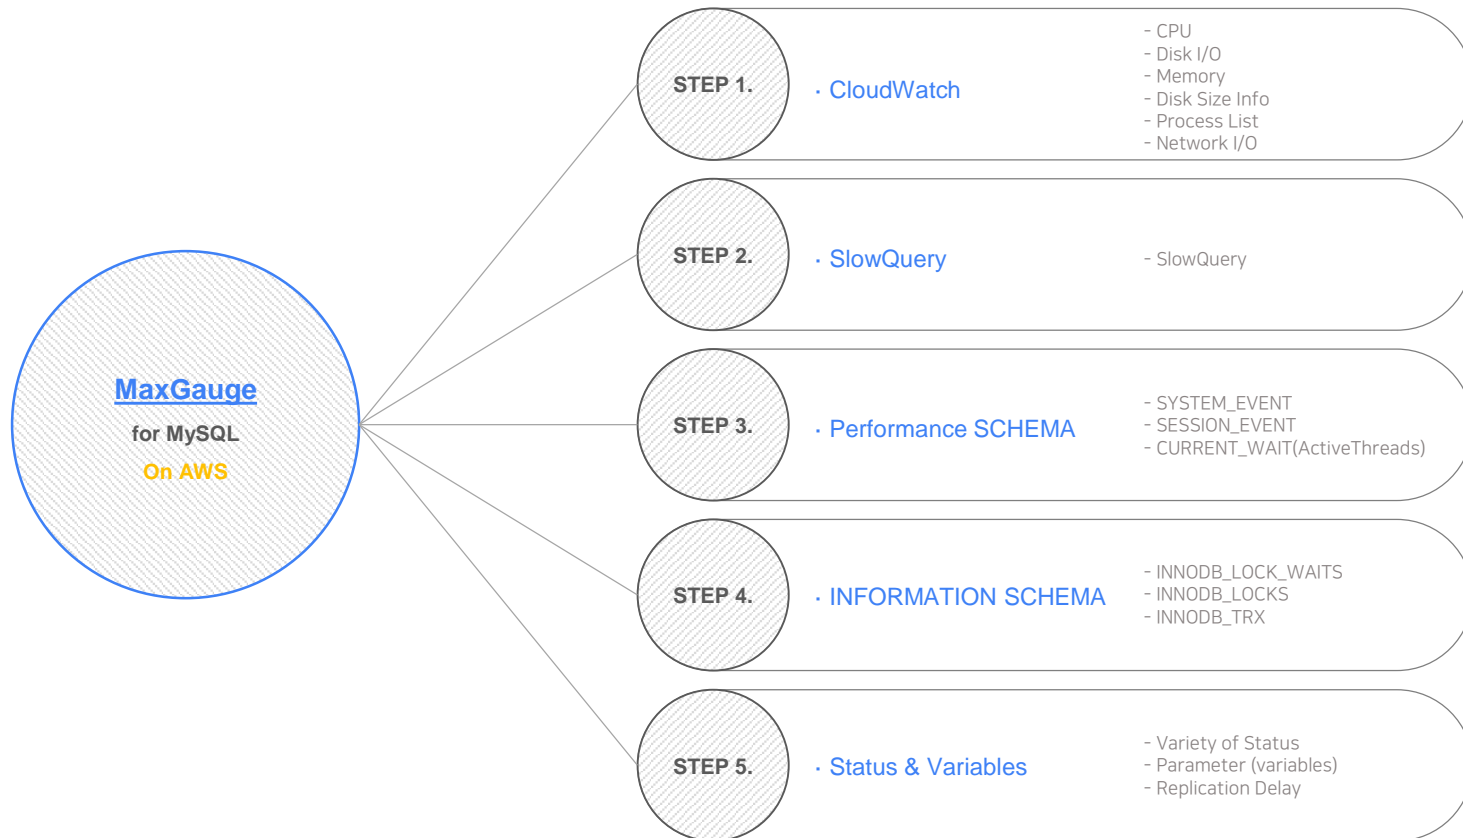 MaxGauge
for MySQL
On AWS
STEP 1.
· CloudWatch
- CPU
- Disk I/O
- Memory
- Disk Size Info
- Process List
- Network I/O
STEP 2.
· SlowQuery
- SlowQuery
STEP 3.
· Performance SCHEMA
- SYSTEM_EVENT
- SESSION_EVENT
- CURRENT_WAIT(ActiveThreads)
STEP 4.
· INFORMATION SCHEMA
- INNODB_LOCK_WAITS
- INNODB_LOCKS
- INNODB_TRX
STEP 5.
· Status & Variables
- Variety of Status
- Parameter (variables)
- Replication Delay